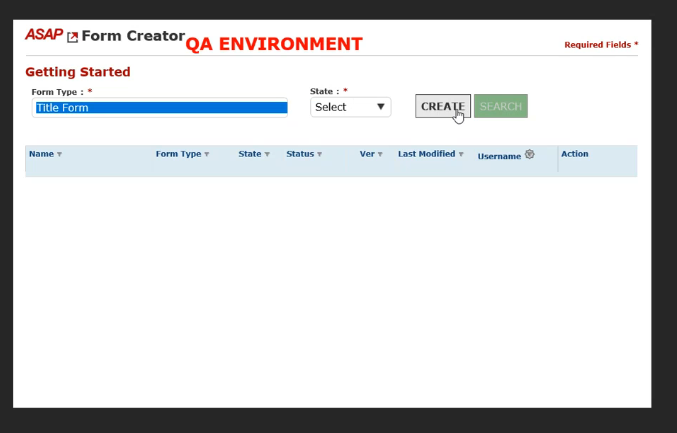 ASAP Form Creator QA ENVIRONMENT
Required Fields *
Getting Started
Form Type : * State : *
Title Form Select CREATE SEARCH
Name Form Type State Status Ver Last Modified Username Action